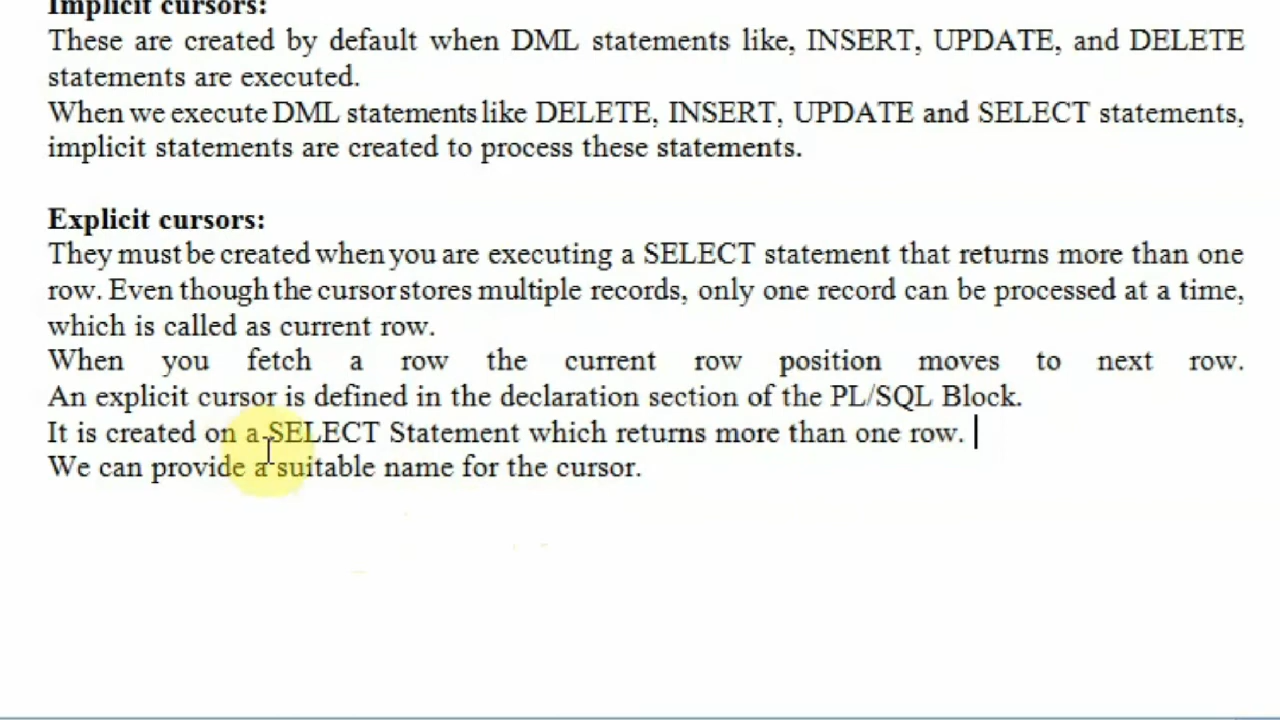 Implicit cursors:
These are created by default when DML statements like, INSERT, UPDATE, and DELETE
statements are executed.
When we execute DML statements like DELETE, INSERT, UPDATE and SELECT statements,
implicit statements are created to process these statements.
Explicit cursors:
They must be created when you are executing a SELECT statement that returns more than one
row. Even though the cursor stores multiple records, only one record can be processed at a time,
which is called as current row.
When you fetch a row the current row position moves to next row.
An explicit cursor is defined in the declaration section of the PL/SQL Block.
It is created on a SELECT Statement which returns more than one row.
We can provide a suitable name for the cursor.